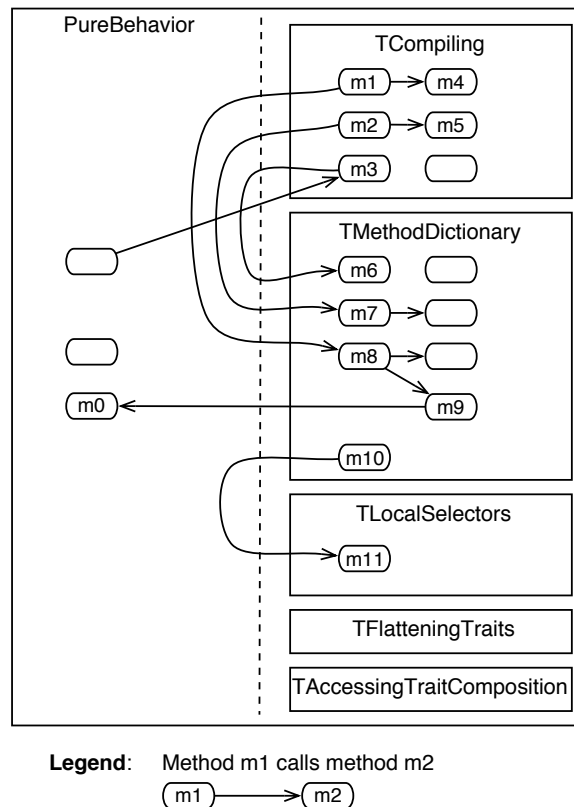 PureBehavior
TCompiling
m1 m4
m2 m5
m3
TMethodDictionary
m6
m7
m8
m0 m9
m10
TLocalSelectors
m11
TFlatteningTraits
TAccessingTraitComposition
Legend: Method m1 calls method m2
m1 m2